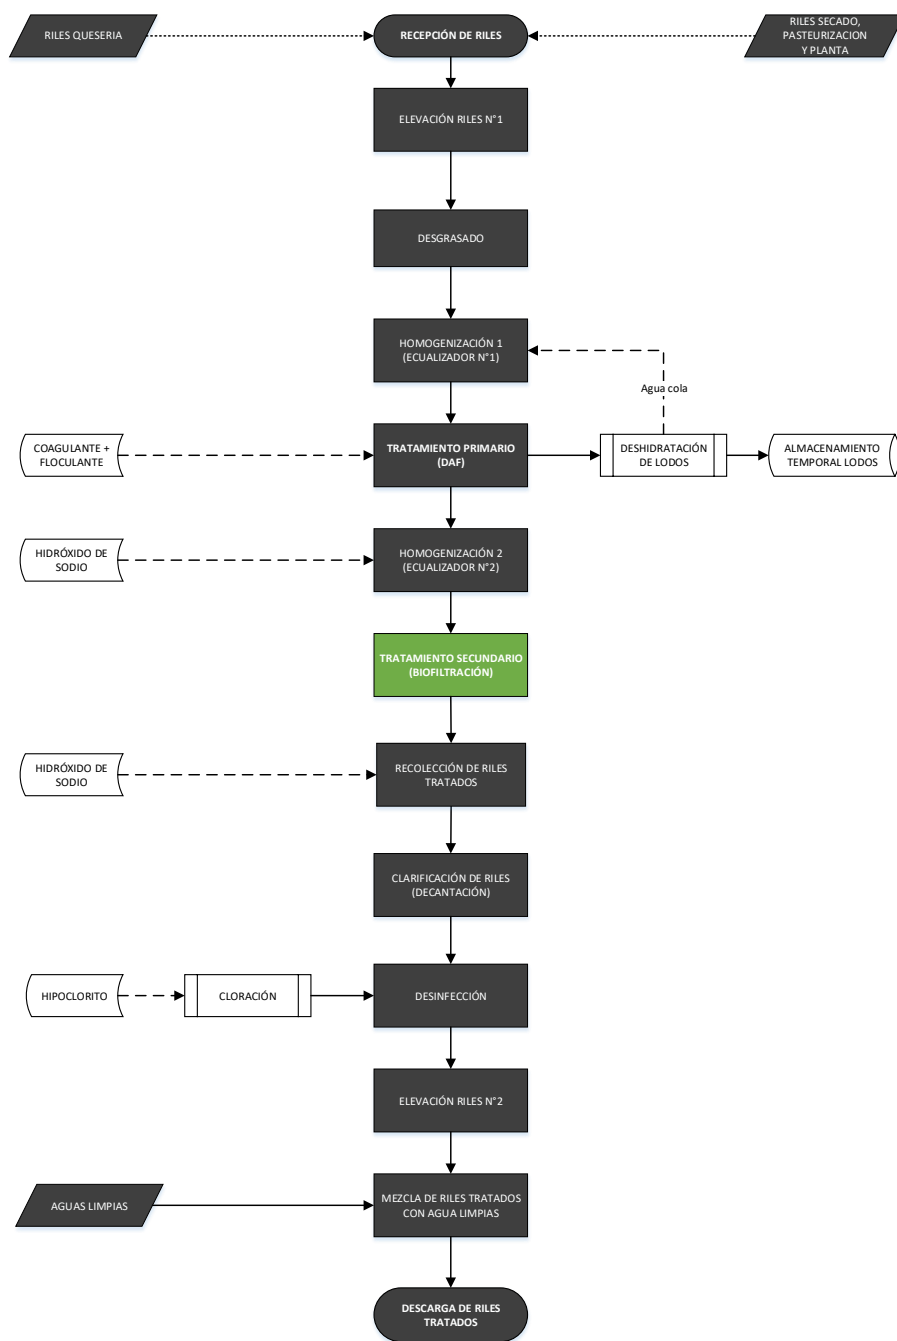 RILES QUESERIA
RECEPCIÓN DE RILES
RILES SECADO,
PASTEURIZACION
Y PLANTA
ELEVACIÓN RILES N°1
DESGRASADO
HOMOGENIZACIÓN 1
(ECUALIZADOR N°1)
Agua cola
COAGULANTE +
FLOCULANTE
TRATAMIENTO PRIMARIO
(DAF)
DESHIDRATACIÓN
DE LODOS
ALMACENAMIENTO
TEMPORAL LODOS
HIDRÓXIDO DE
SODIO
HOMOGENIZACIÓN 2
(ECUALIZADOR N°2)
TRATAMIENTO SECUNDARIO
(BIOFILTRACIÓN)
HIDRÓXIDO DE
SODIO
RECOLECCIÓN DE RILES
TRATADOS
CLARIFICACIÓN DE RILES
(DECANTACIÓN)
HIPOCLORITO
CLORACIÓN
DESINFECCIÓN
ELEVACIÓN RILES N°2
AGUAS LIMPIAS
MEZCLA DE RILES TRATADOS
CON AGUA LIMPIAS
DESCARGA DE RILES
TRATADOS